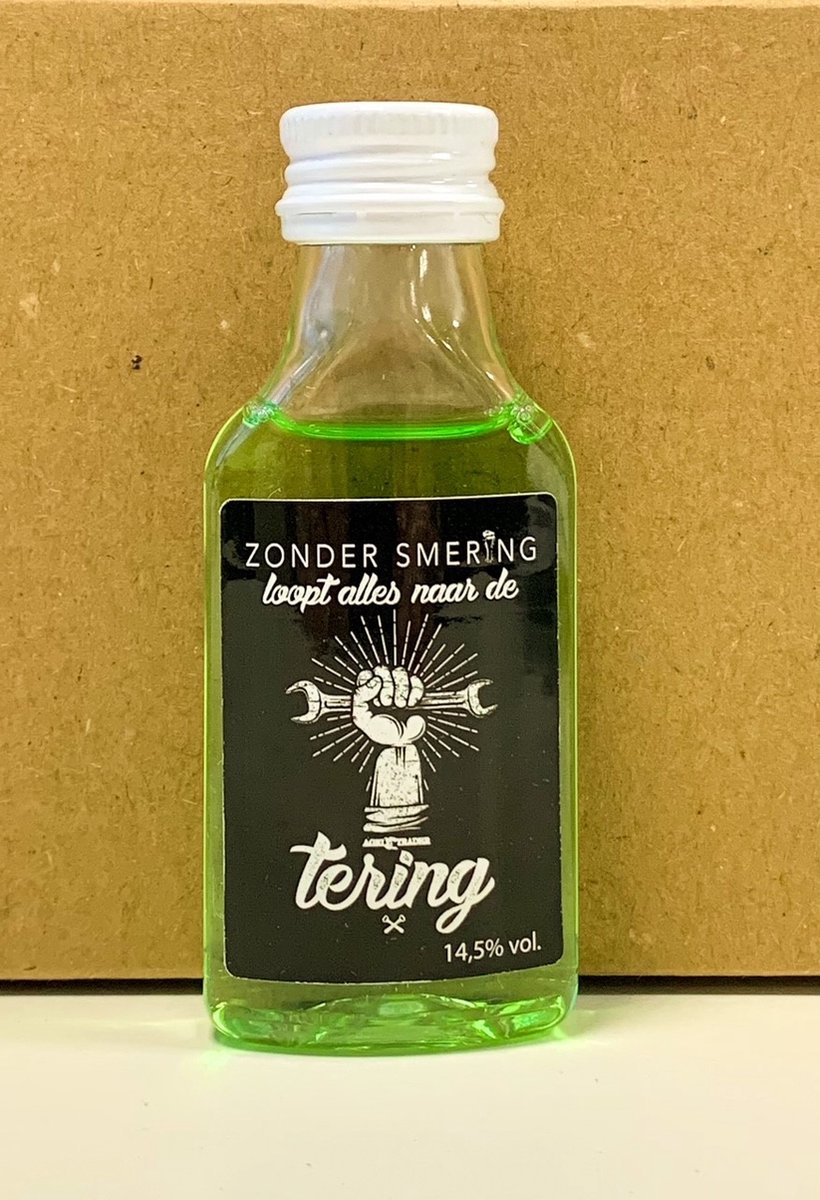 ZONDER SMERING
loopt alles naar de
tering
14,5% vol.